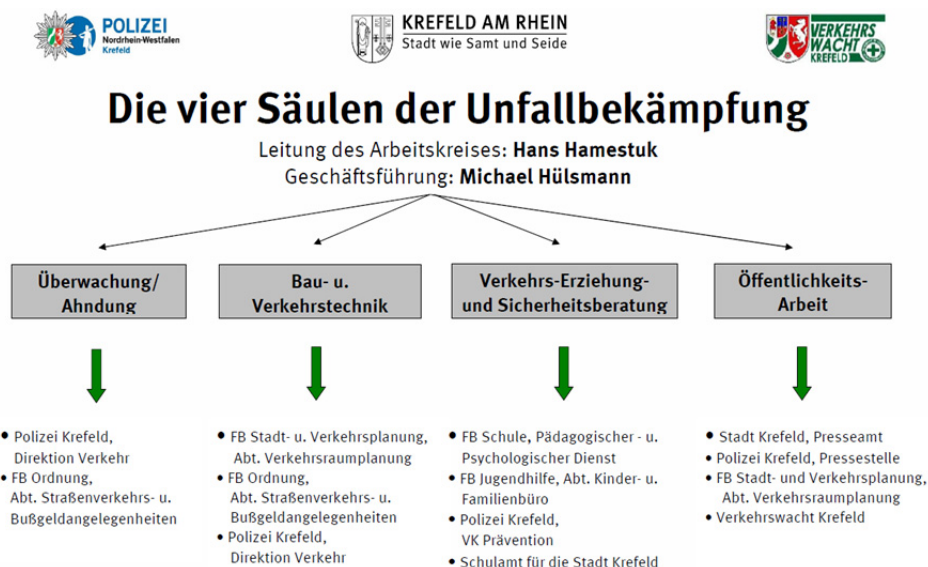 POLIZEI
Nordrhein-Westfalen
Krefeld
KREFELD AM RHEIN
Stadt wie Samt und Seide
VERKEHRS
WACHT
KREFELD
Die vier Säulen der Unfallbekämpfung
Leitung des Arbeitskreises: Hans Hamestuk
Geschäftsführung: Michael Hülsmann
Überwachung/
Ahndung
Bau- u.
Verkehrstechnik
Verkehrs-Erziehung-
und Sicherheitsberatung
Öffentlichkeits-
Arbeit
• Polizei Krefeld,
Direktion Verkehr
• FB Ordnung,
Abt. Straßenverkehrs- u.
Bußgeldangelegenheiten
• FB Stadt- u. Verkehrsplanung,
Abt. Verkehrsraumplanung
• FB Ordnung,
Abt. Straßenverkehrs- u.
Bußgeldangelegenheiten
• Polizei Krefeld,
Direktion Verkehr
• FB Schule, Pädagogischer - u.
Psychologischer Dienst
• FB Jugendhilfe, Abt. Kinder- u.
Familienbüro
• Polizei Krefeld,
VK Prävention
• Schulamt für die Stadt Krefeld
• Stadt Krefeld, Presseamt
• Polizei Krefeld, Pressestelle
• FB Stadt- und Verkehrsplanung,
Abt. Verkehrsraumplanung
• Verkehrswacht Krefeld